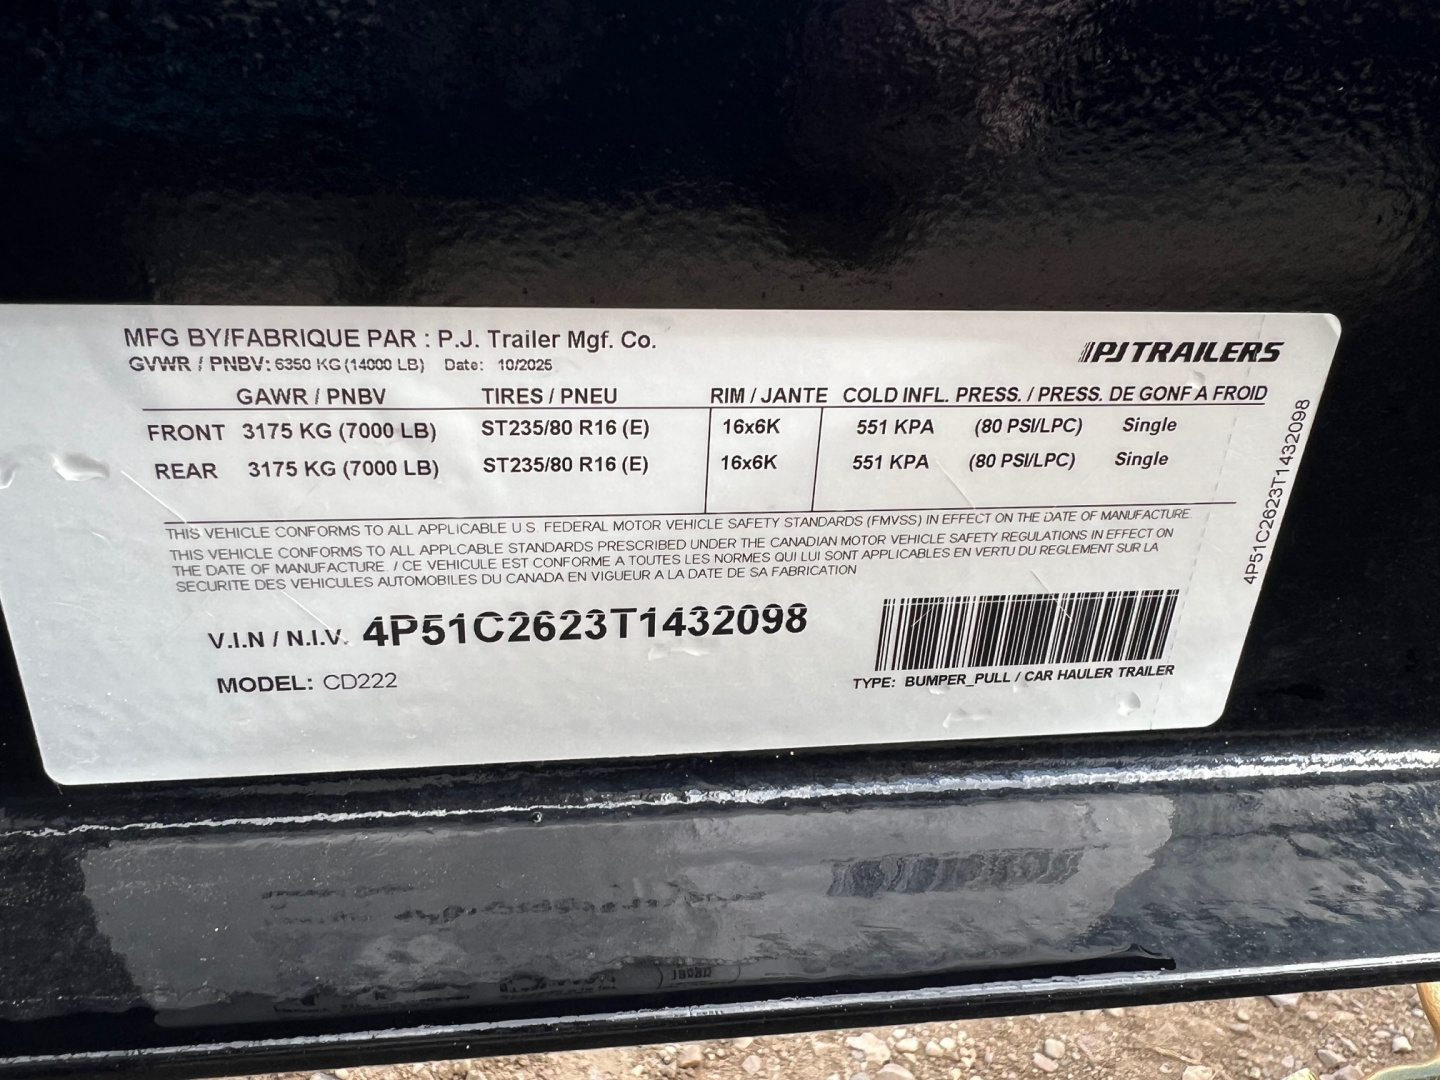 MFG BY/FABRIQUE PAR : P.J. Trailer Mgf. Co.
PJ TRAILERS
GVWR / PNBV: 6350 KG (14000 LB) Date: 10/2025
GAWR / PNBV TIRES / PNEU RIM / JANTE COLD INFL. PRESS. / PRESS. DE GONF A FROID
FRONT 3175 KG (7000 LB) ST235/80 R16 (E) 16x6K 551 KPA (80 PSI/LPC) Single
REAR 3175 KG (7000 LB) ST235/80 R16 (E) 16x6K 551 KPA (80 PSI/LPC) Single
THIS VEHICLE CONFORMS TO ALL APPLICABLE U.S. FEDERAL MOTOR VEHICLE SAFETY STANDARDS (FMVSS) IN EFFECT ON THE DATE OF MANUFACTURE.
THIS VEHICLE CONFORMS TO ALL APPLCABLE STANDARDS PRESCRIBED UNDER THE CANADIAN MOTOR VEHICLE SAFETY REGULATIONS IN EFFECT ON
THE DATE OF MANUFACTURE. / CE VEHICULE EST CONFORME A TOUTES LES NORMES QUI LUI SONT APPLICABLES EN VERTU DU REGLEMENT SUR LA
SECURITE DES VEHICULES AUTOMOBILES DU CANADA EN VIGUEUR A LA DATE DE SA FABRICATION
V.I.N / N.I.V. 4P51C2623T1432098
MODEL: CD222
TYPE: BUMPER_PULL / CAR HAULER TRAILER
4P51C2623T1432098